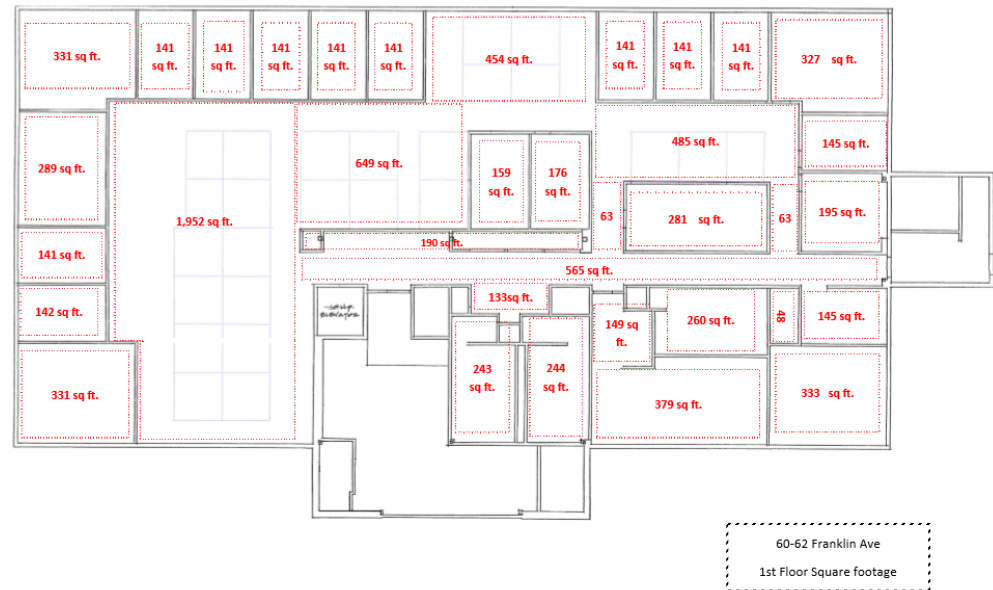 331 sq ft.
141
sq ft.
141
sq ft.
141
sq ft.
141
sq ft.
141
sq ft.
454 sq ft.
141
sq ft.
141
sq ft.
141
sq ft.
327 sq ft.
289 sq ft.
1,952 sq ft.
649 sq ft.
159
sq ft.
176
sq ft.
485 sq ft.
145 sq ft.
63
281 sq ft.
63
195 sq ft.
141 sq ft.
190 sq ft.
565 sq ft.
142 sq ft.
ELEVATOR
133sq ft.
149 sq
ft.
260 sq ft.
48
145 sq ft.
331 sq ft.
243
sq ft.
244
sq ft.
379 sq ft.
333 sq ft.
60-62 Franklin Ave
1st Floor Square footage